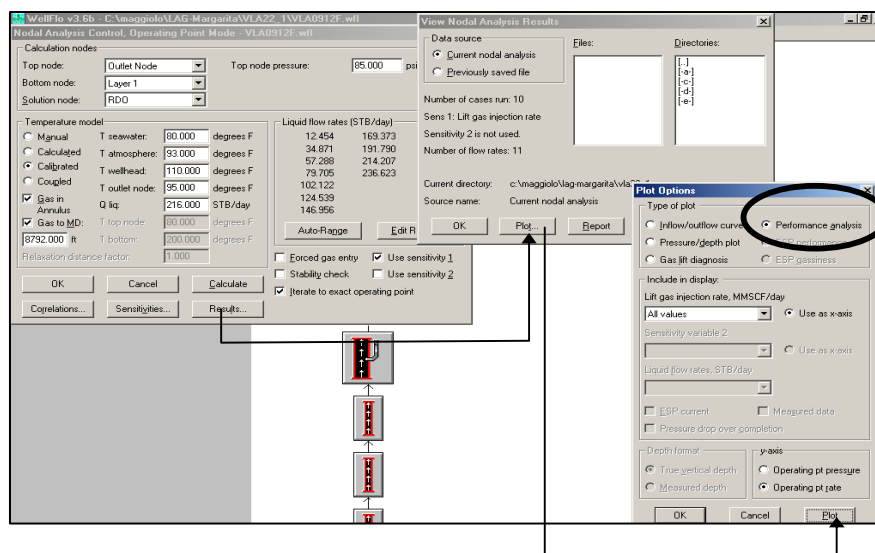 WellFlo v3.6b - C:\maggiolo\LAG-Margarita\VLA22_1\VLA0912F.wfl
Nodal Analysis Control, Operating Point Mode - VLA0912F.wfl
Calculation nodes
Top node: Outlet Node
Top node pressure: 85.000 psi
Bottom node: Layer 1
Solution node: RDO
Temperature model
Manual
Calculated
Calibrated
Coupled
Gas in Annulus
Gas to MD:
8792.000 ft
T seawater: 80.000 degrees F
T atmosphere: 93.000 degrees F
T wellhead: 110.000 degrees F
T outlet node: 95.000 degrees F
Q liq: 216.000 STB/day
T top node: 80.000 degrees F
T bottom: 200.000 degrees F
Relaxation distance factor: 1.000
Liquid flow rates (STB/day)
12.454 169.373
34.871 191.790
57.288 214.207
79.705 236.623
102.122
124.539
146.956
Auto-Range
Edit R
Forced gas entry
Use sensitivity 1
Stability check
Use sensitivity 2
Iterate to exact operating point
OK
Cancel
Calculate
Correlations...
Sensitivities...
Results...
View Nodal Analysis Results
Data source
Current nodal analysis
Previously saved file
Files:
Directories:
[..]
[-a-]
[-c-]
[-d-]
[-e-]
Number of cases run: 10
Sens 1: Lift gas injection rate
Sensitivity 2 is not used.
Number of flow rates: 11
Current directory: c:\maggiolo\lag-margarita\vla22_1
Source name: Current nodal analysis
OK
Plot...
Report
Plot Options
Type of plot
Inflow/outflow curve
Performance analysis
Pressure/depth plot
ESP performance
Gas lift diagnosis
ESP gassiness
Include in display:
Lift gas injection rate, MMSCF/day
All values
Use as x-axis
Sensitivity variable 2
Use as x-axis
Liquid flow rates, STB/day
ESP current
Measured data
Pressure drop over completion
Depth format
True vertical depth
Measured depth
y-axis
Operating pt pressure
Operating pt rate
OK
Cancel
Plot